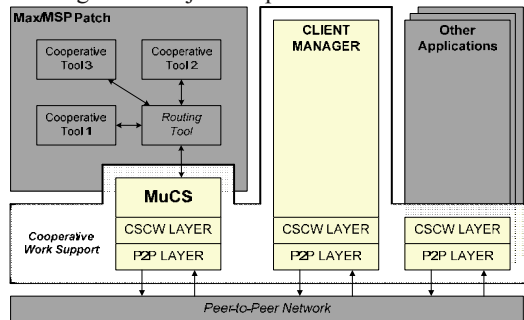 Max/MSP Patch
Cooperative
Tool 3
Cooperative
Tool 2
Cooperative
Tool 1
Routing
Tool
MuCS
CSCW LAYER
P2P LAYER
CLIENT
MANAGER
CSCW LAYER
P2P LAYER
Other
Applications
CSCW LAYER
P2P LAYER
Cooperative
Work Support
Peer-to-Peer Network